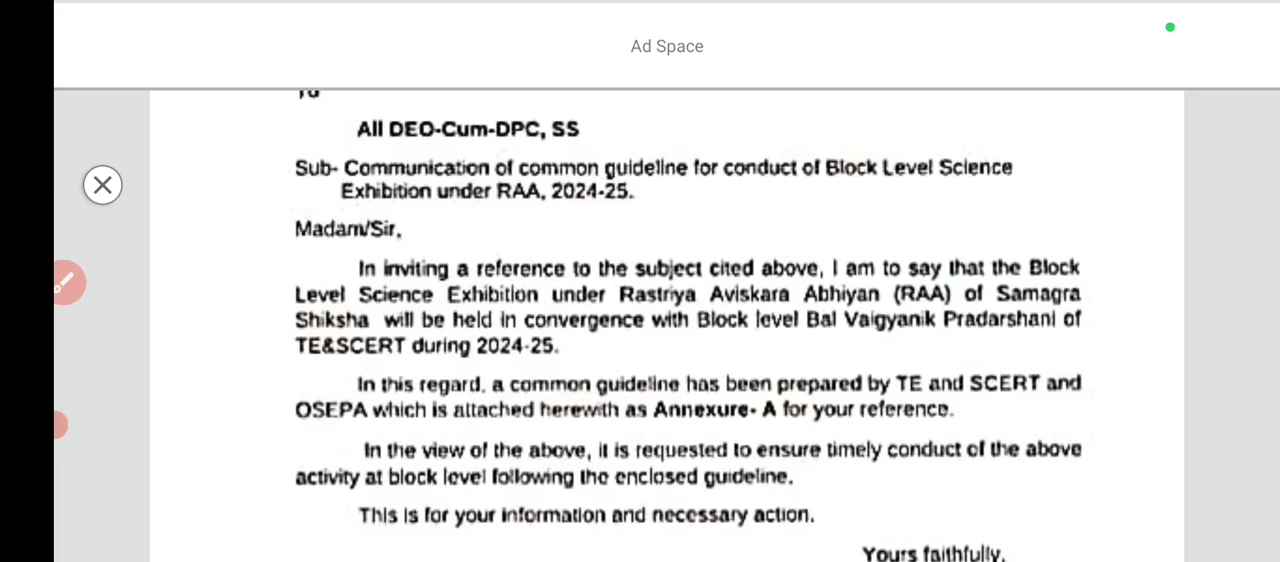 Ad Space
To
All DEO-Cum-DPC, SS
Sub- Communication of common guideline for conduct of Block Level Science
Exhibition under RAA, 2024-25.
Madam/Sir,
In inviting a reference to the subject cited above, I am to say that the Block
Level Science Exhibition under Rastriya Aviskara Abhiyan (RAA) of Samagra
Shiksha will be held in convergence with Block level Bal Vaigyanik Pradarshani of
TE&SCERT during 2024-25.
In this regard, a common guideline has been prepared by TE and SCERT and
OSEPA which is attached herewith as Annexure- A for your reference.
In the view of the above, it is requested to ensure timely conduct of the above
activity at block level following the enclosed guideline.
This is for your information and necessary action.
Yours faithfully,